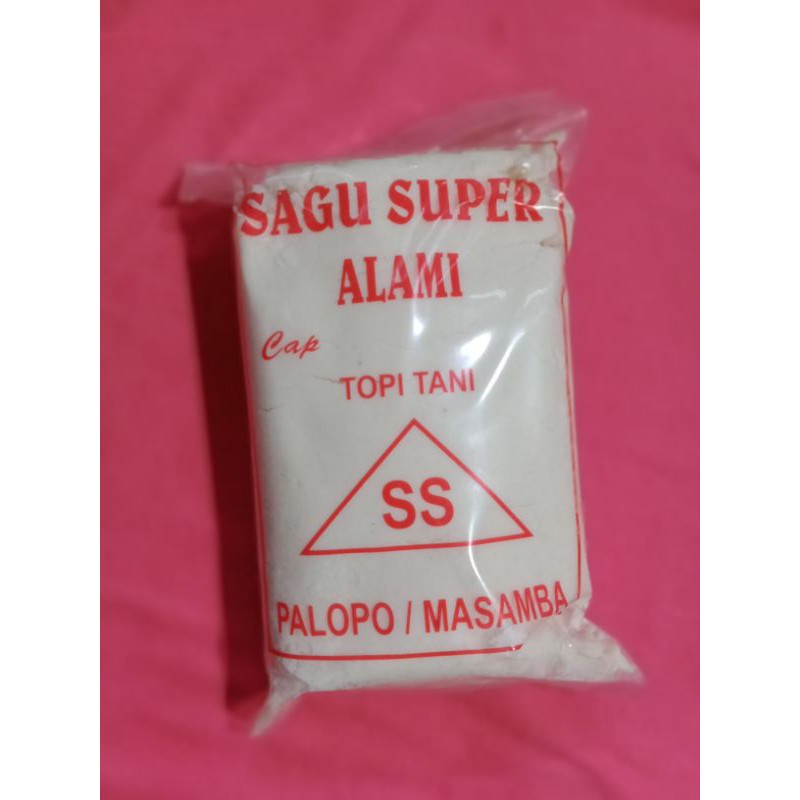 SAGU SUPER
ALAMI
Cap
TOPI TANI
SS
PALOPO / MASAMBA